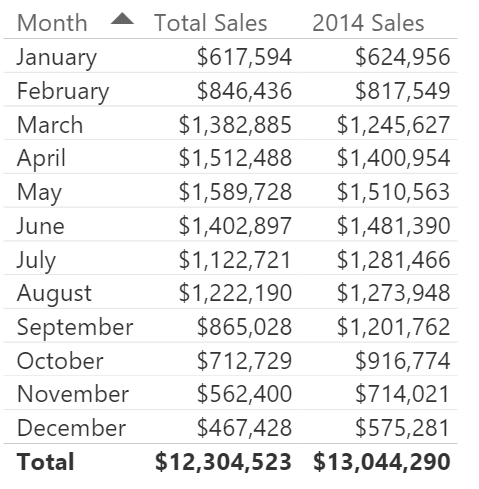 Month Total Sales 2014 Sales
January $617,594 $624,956
February $846,436 $817,549
March $1,382,885 $1,245,627
April $1,512,488 $1,400,954
May $1,589,728 $1,510,563
June $1,402,897 $1,481,390
July $1,122,721 $1,281,466
August $1,222,190 $1,273,948
September $865,028 $1,201,762
October $712,729 $916,774
November $562,400 $714,021
December $467,428 $575,281
Total $12,304,523 $13,044,290